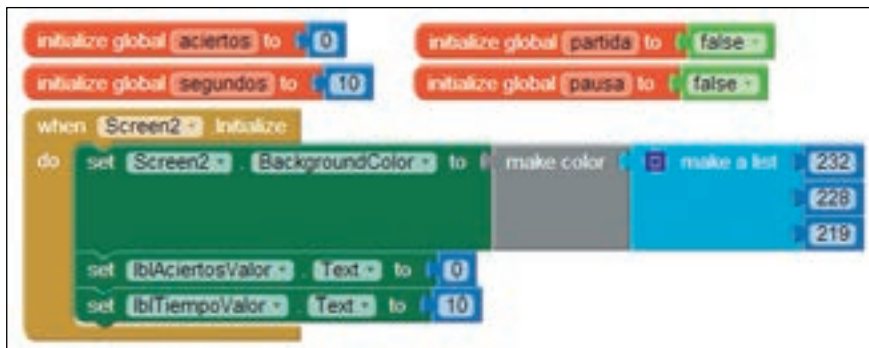 initialize global aciertos to 0
initialize global partida to false
initialize global segundos to 10
initialize global pausa to false
when Screen2 .Initialize
do set Screen2 . BackgroundColor to make color make a list 232
228
219
set lblAciertosValor . Text to 0
set lblTiempoValor . Text to 10